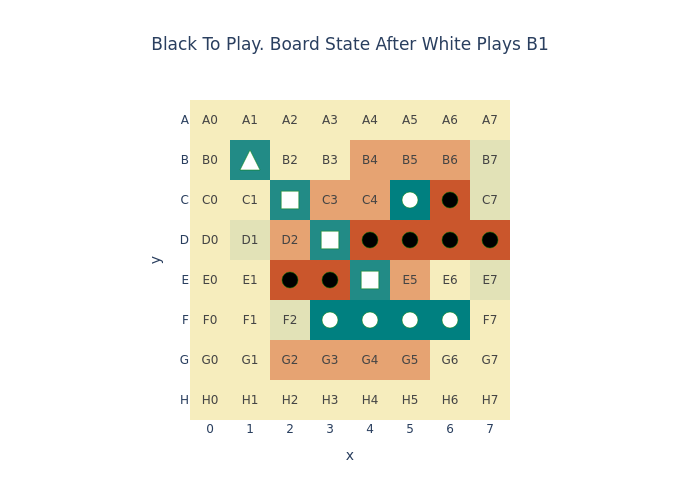 Black To Play. Board State After White Plays B1
A A0 A1 A2 A3 A4 A5 A6 A7
B B0 B2 B3 B4 B5 B6 B7
C C0 C1 C3 C4 C7
D D0 D1 D2
y
E E0 E1 E5 E6 E7
F F0 F1 F2 F7
G G0 G1 G2 G3 G4 G5 G6 G7
H H0 H1 H2 H3 H4 H5 H6 H7
0 1 2 3 4 5 6 7
x